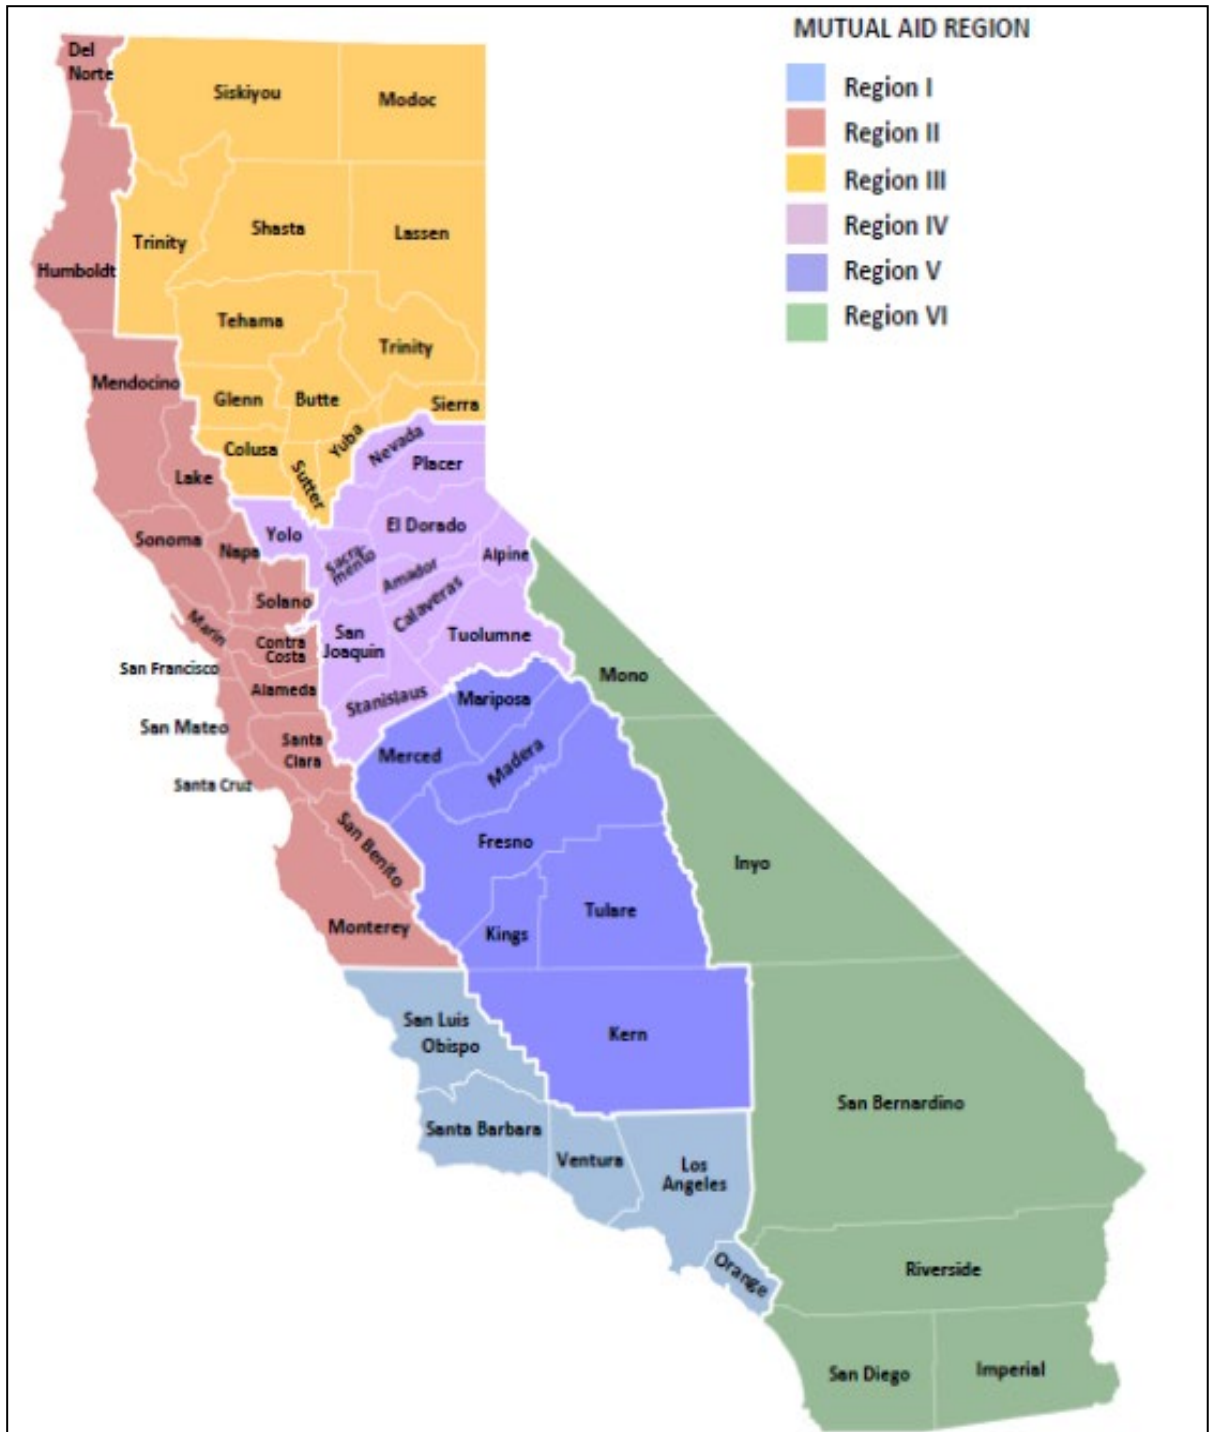 MUTUAL AID REGION
Region I
Region II
Region III
Region IV
Region V
Region VI
Del
Norte
Siskiyou
Modoc
Trinity
Shasta
Lassen
Humboldt
Tehama
Trinity
Mendocino
Glenn
Butte
Sierra
Colusa
Yuba
Nevada
Placer
Lake
Sutter
Sonoma
Napa
Yolo
El Dorado
Sacra-
mento
Alpine
Amador
Solano
Calaveras
Marin
Contra
Costa
San
Joaquin
Tuolumne
San Francisco
Alameda
Stanislaus
Mariposa
Mono
San Mateo
Santa
Clara
Merced
Madera
Santa Cruz
San Benito
Fresno
Inyo
Monterey
Kings
Tulare
San Luis
Obispo
Kern
Santa Barbara
Ventura
Los
Angeles
San Bernardino
Orange
Riverside
San Diego
Imperial